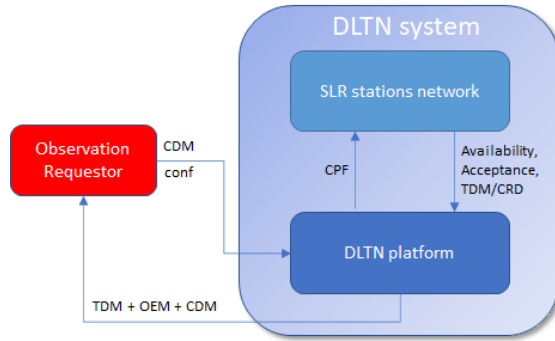 DLTN system
SLR stations network
Observation
Requestor
CDM
conf
CPF
Availability,
Acceptance,
TDM/CRD
DLTN platform
TDM + OEM + CDM